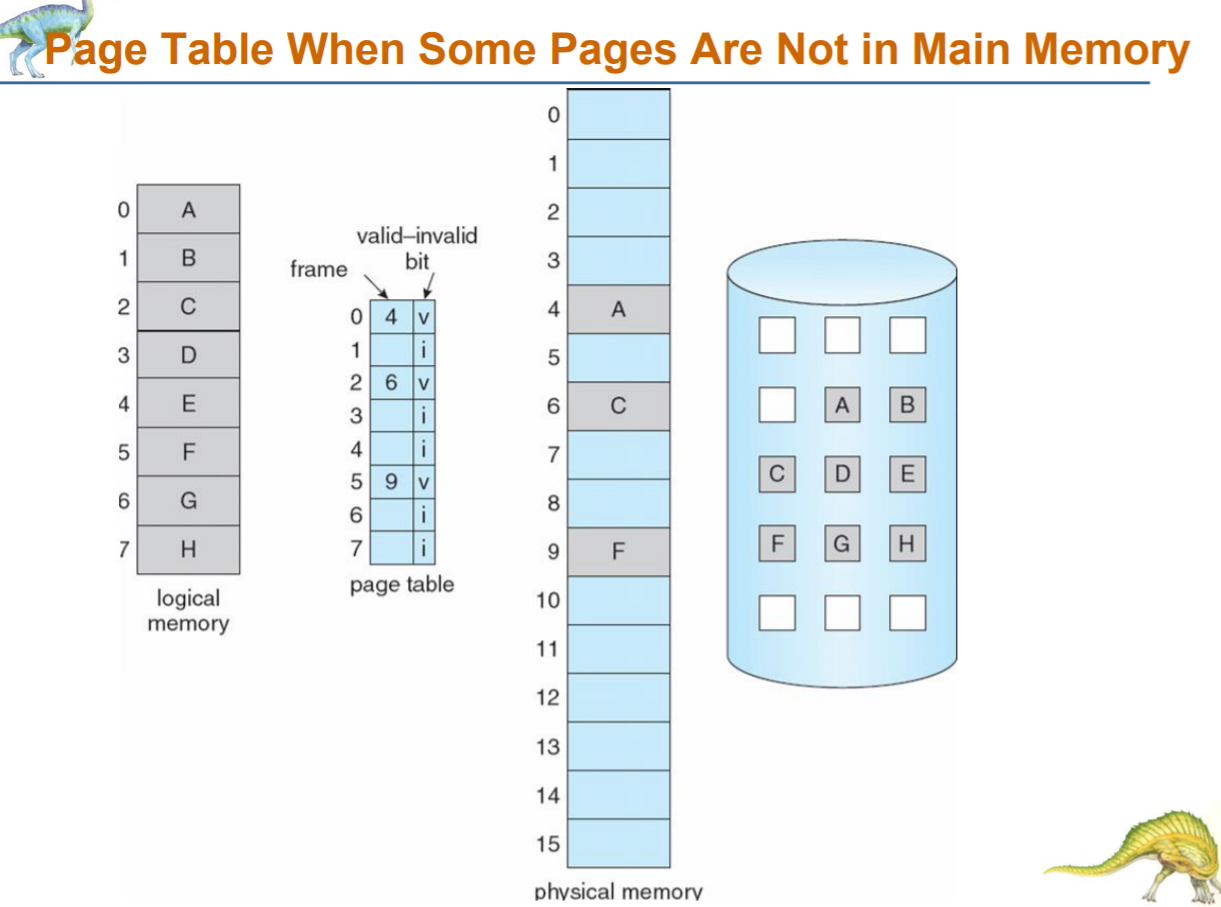 Page Table When Some Pages Are Not in Main Memory
0 A
1 B
2 C
3 D
4 E
5 F
6 G
7 H
logical
memory
valid–invalid
bit
frame
0 4 v
1 i
2 6 v
3 i
4 i
5 9 v
6 i
7 i
page table
0
1
2
3
4 A
5
6 C
7
8
9 F
10
11
12
13
14
15
physical memory
A B
C D E
F G H